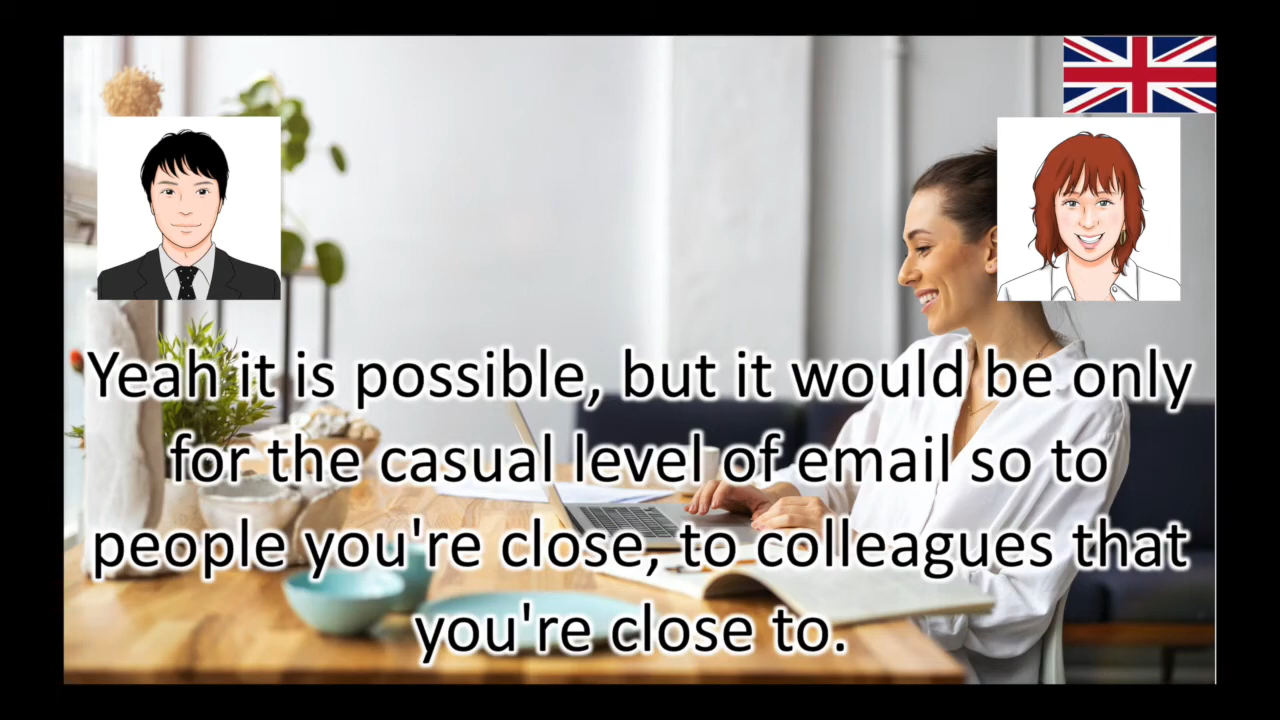 Yeah it is possible, but it would be only
for the casual level of email so to
people you're close, to colleagues that
you're close to.